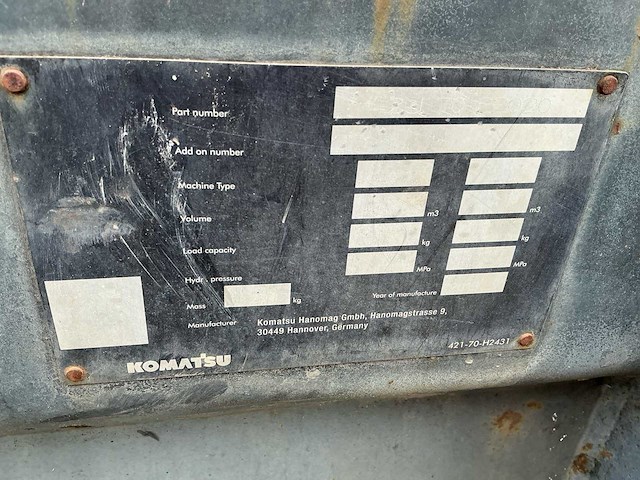 Part number
Add on number
Machine Type
Volume m3 m3
Load capacity kg kg
Hydr. pressure MPa MPa
Mass kg Year of manufacture
Manufacturer Komatsu Hanomag Gmbh, Hanomagstrasse 9,
30449 Hannover, Germany
KOMATSU 421-70-H2431